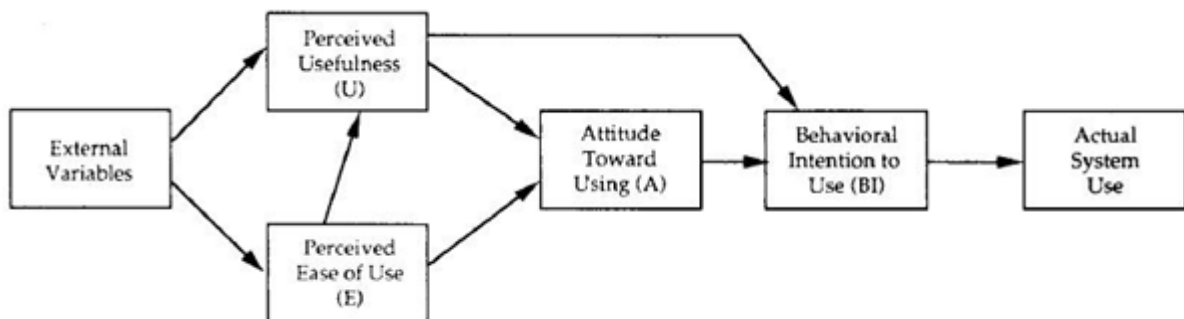 Perceived
Usefulness
(U)
External
Variables
Perceived
Ease of Use
(E)
Attitude
Toward
Using (A)
Behavioral
Intention to
Use (BI)
Actual
System
Use